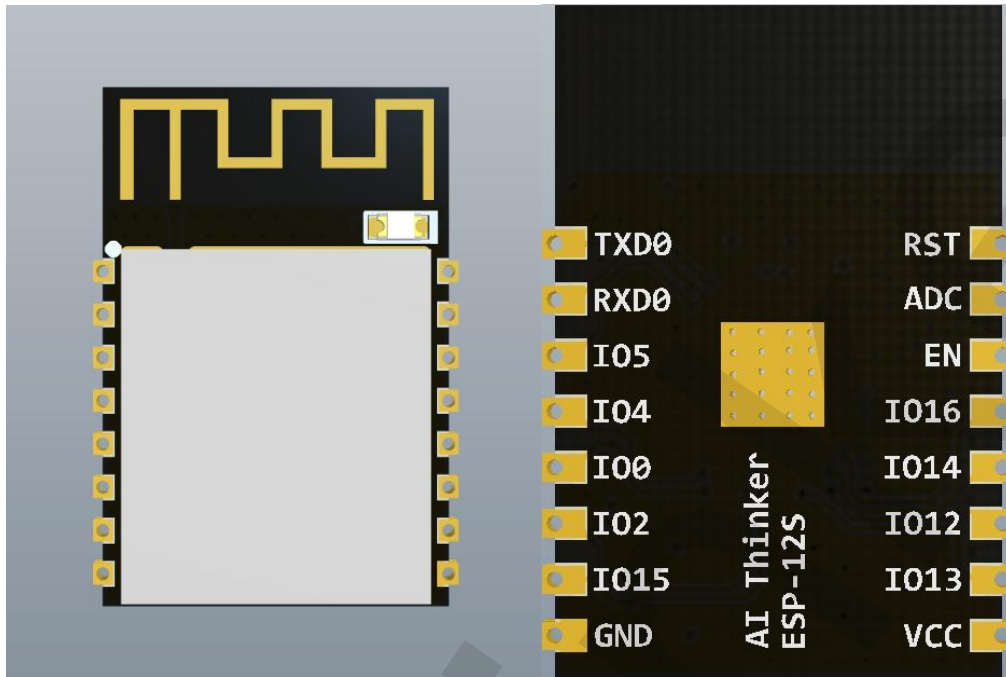 TXD0
RST
RXD0
ADC
IO5
EN
IO4
IO16
IO0
IO14
IO2
IO12
IO15
IO13
GND
VCC
AI Thinker
ESP-12S